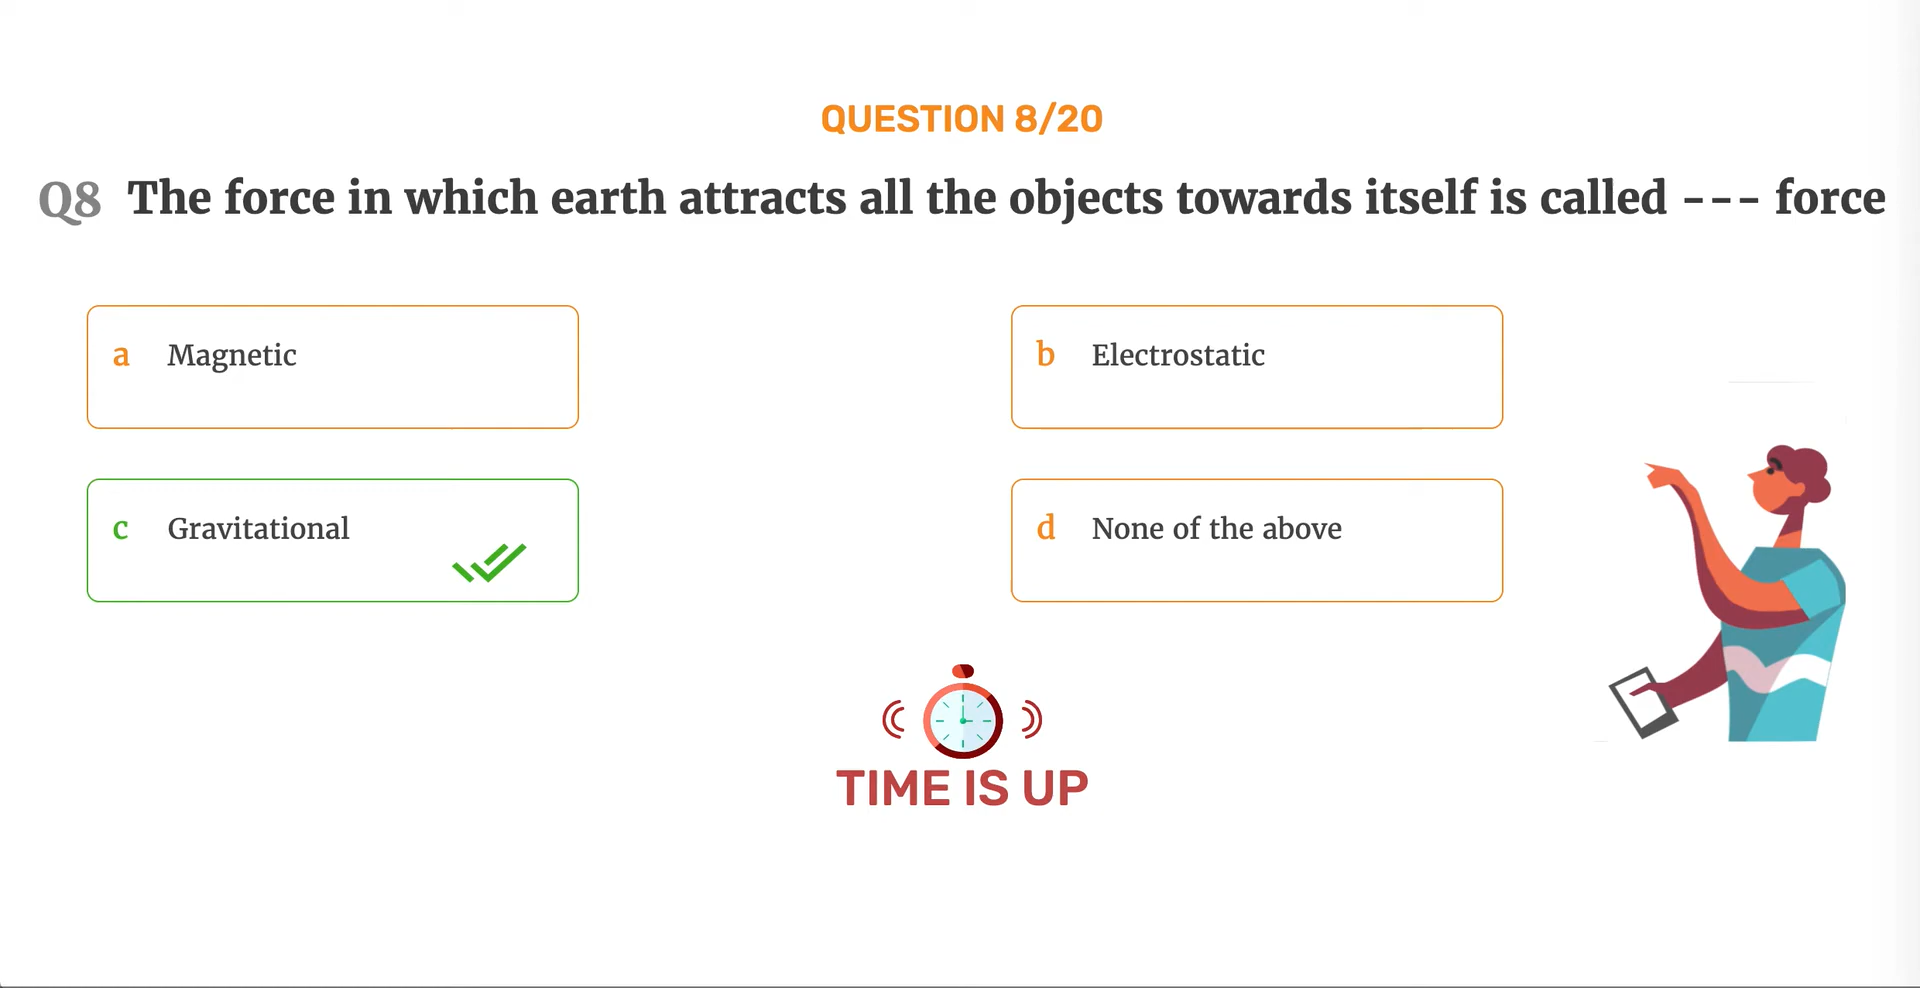 QUESTION 8/20
Q8 The force in which earth attracts all the objects towards itself is called --- force
a Magnetic
b Electrostatic
c Gravitational
d None of the above
TIME IS UP